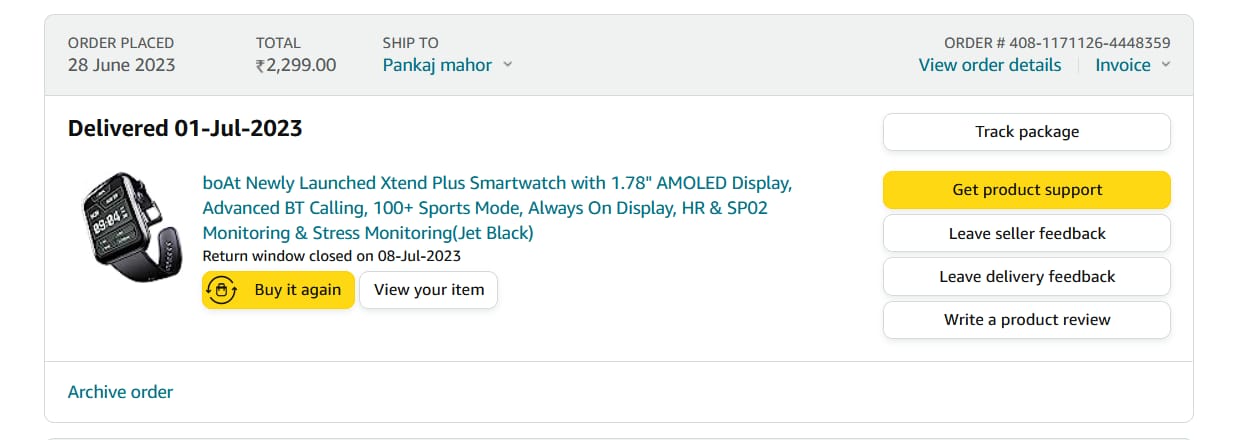 ORDER PLACED
28 June 2023
TOTAL
₹2,299.00
SHIP TO
Pankaj mahor
ORDER # 408-1171126-4448359
View order details
Invoice
Delivered 01-Jul-2023
boAt Newly Launched Xtend Plus Smartwatch with 1.78" AMOLED Display,
Advanced BT Calling, 100+ Sports Mode, Always On Display, HR & SP02
Monitoring & Stress Monitoring(Jet Black)
Return window closed on 08-Jul-2023
Buy it again
View your item
Track package
Get product support
Leave seller feedback
Leave delivery feedback
Write a product review
Archive order